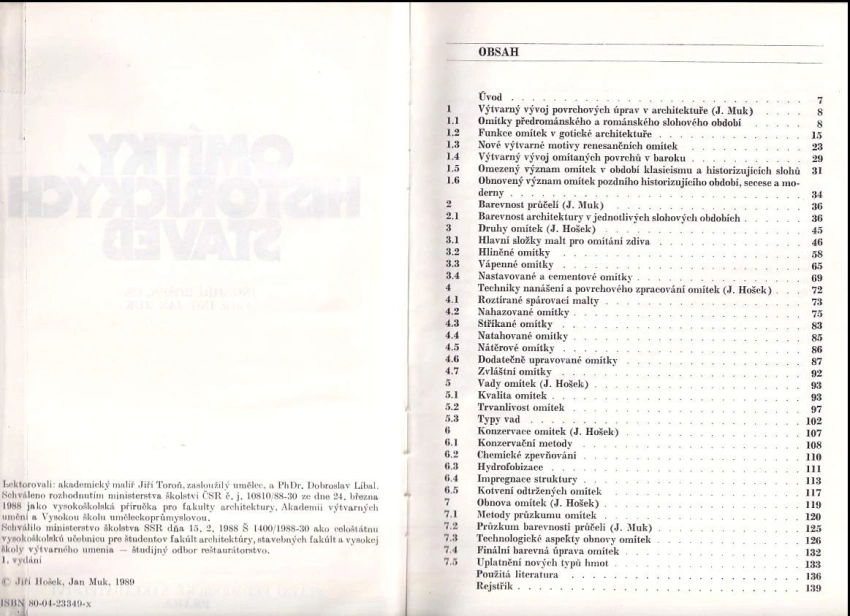 Lektorovali: akademický malíř Jiří Toroň, zasloužilý umělec, a PhDr. Dobroslav Líbal.
Schváleno rozhodnutím ministerstva školství ČSR č. j. 10810/88-30 ze dne 24. března
1988 jako vysokoškolská příručka pro fakulty architektury, Akademii výtvarných
umění a Vysokou školu uměleckoprůmyslovou.
Schválilo ministerstvo školstva SSR dňa 15. 2. 1988 Š 1400/1988-30 ako celoštátnu
vysokoškolskú učebnicu pre študentov fakúlt architektúry, stavebných fakúlt a vysokej
školy výtvarného umenia — študijný odbor reštaurátorstvo.
1. vydání
© Jiří Hošek, Jan Muk, 1989
ISBN 80-04-23349-x
OBSAH
Úvod 7
1 Výtvarný vývoj povrchových úprav v architektuře (J. Muk) 8
1.1 Omítky předrománského a románského slohového období 8
1.2 Funkce omítek v gotické architektuře 15
1.3 Nové výtvarné motivy renesančních omítek 23
1.4 Výtvarný vývoj omítaných povrchů v baroku 29
1.5 Omezený význam omítek v období klasicismu a historizujících slohů 31
1.6 Obnovený význam omítek pozdního historizujícího období, secese a mo-
derny 34
2 Barevnost průčelí (J. Muk) 36
2.1 Barevnost architektury v jednotlivých slohových obdobích 36
3 Druhy omítek (J. Hošek) 45
3.1 Hlavní složky malt pro omítání zdiva 46
3.2 Hliněné omítky 58
3.3 Vápenné omítky 65
3.4 Nastavované a cementové omítky 69
4 Techniky nanášení a povrchového zpracování omítek (J. Hošek) 72
4.1 Roztírané spárovací malty 73
4.2 Nahazované omítky 75
4.3 Stříkané omítky 83
4.4 Natahované omítky 85
4.5 Nátěrové omítky 86
4.6 Dodatečně upravované omítky 87
4.7 Zvláštní omítky 92
5 Vady omítek (J. Hošek) 93
5.1 Kvalita omítek 93
5.2 Trvanlivost omítek 97
5.3 Typy vad 102
6 Konzervace omítek (J. Hošek) 107
6.1 Konzervační metody 108
6.2 Chemické zpevňování 110
6.3 Hydrofobizace 111
6.4 Impregnace struktury 113
6.5 Kotvení odtržených omítek 117
7 Obnova omítek (J. Hošek) 119
7.1 Metody průzkumu omítek 120
7.2 Průzkum barevnosti průčelí (J. Muk) 125
7.3 Technologické aspekty obnovy omítek 126
7.4 Finální barevná úprava omítek 132
7.5 Uplatnění nových typů hmot 133
Použitá literatura 136
Rejstřík 139